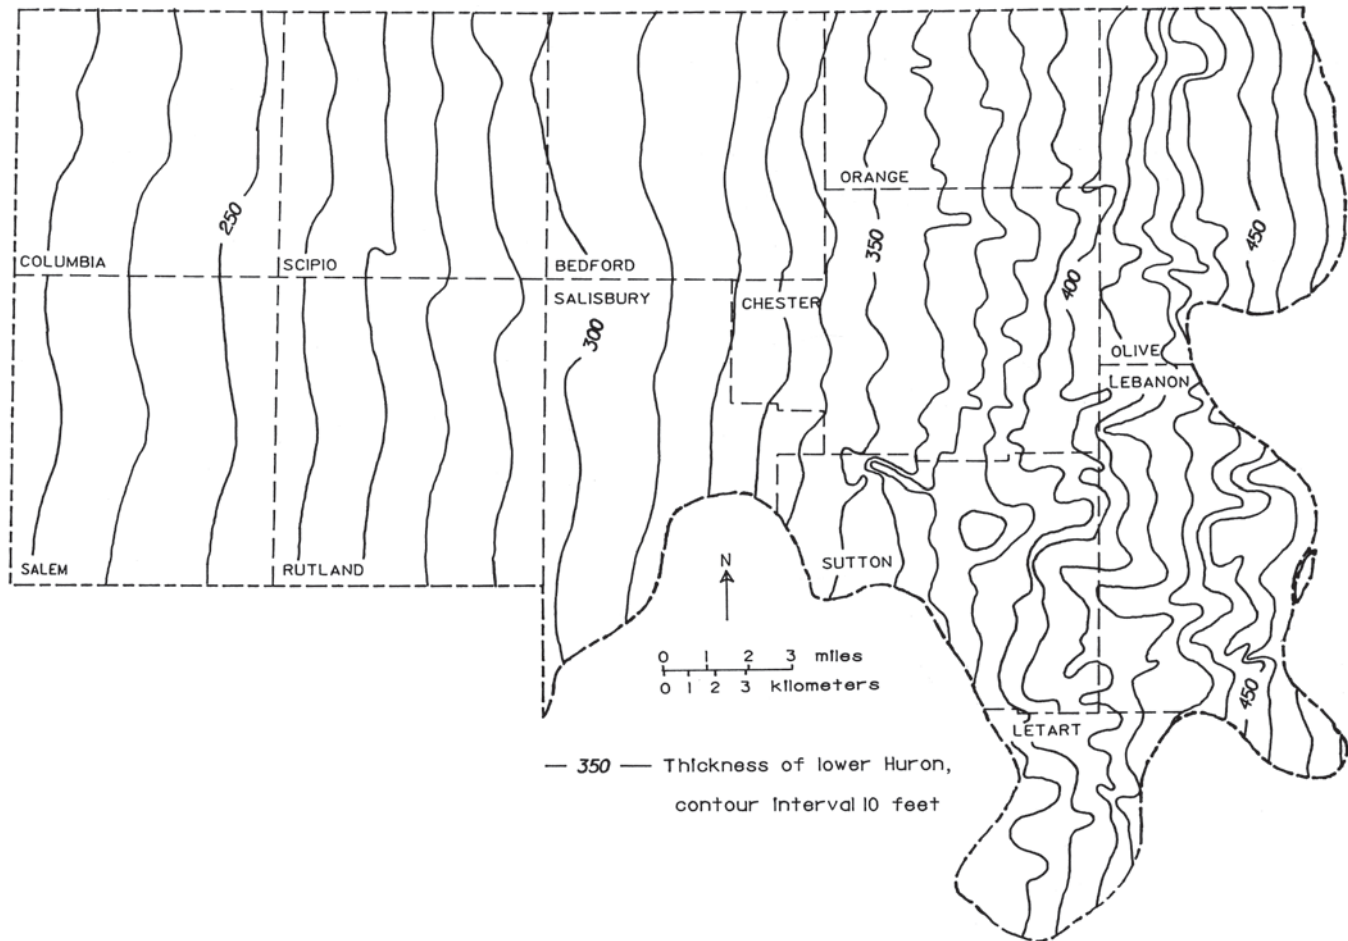 ORANGE
250
350
450
COLUMBIA
SCIPIO
BEDFORD
400
SALISBURY
CHESTER
300
OLIVE
LEBANON
SALEM
RUTLAND
SUTTON
N
0 1 2 3 miles
0 1 2 3 kilometers
450
LETART
— 350 — Thickness of lower Huron,
contour interval 10 feet